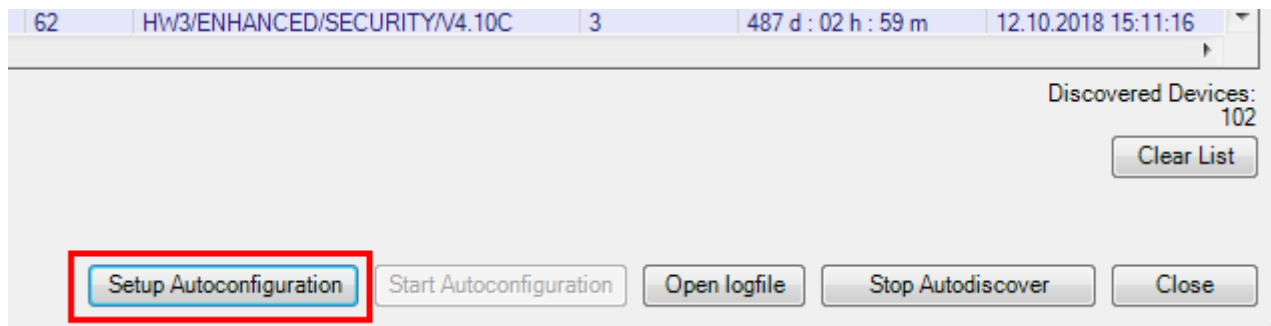 62 HW3/ENHANCED/SECURITY/V4.10C 3 487 d : 02 h : 59 m 12.10.2018 15:11:16
Discovered Devices:
102
Clear List
Setup Autoconfiguration Start Autoconfiguration Open logfile Stop Autodiscover Close